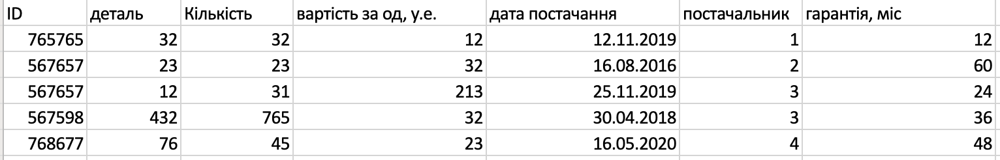 ID деталь Кількість вартість за од, у.е. дата постачання постачальник гарантія, міс
765765 32 32 12 12.11.2019 1 12
567657 23 23 32 16.08.2016 2 60
567657 12 31 213 25.11.2019 3 24
567598 432 765 32 30.04.2018 3 36
768677 76 45 23 16.05.2020 4 48